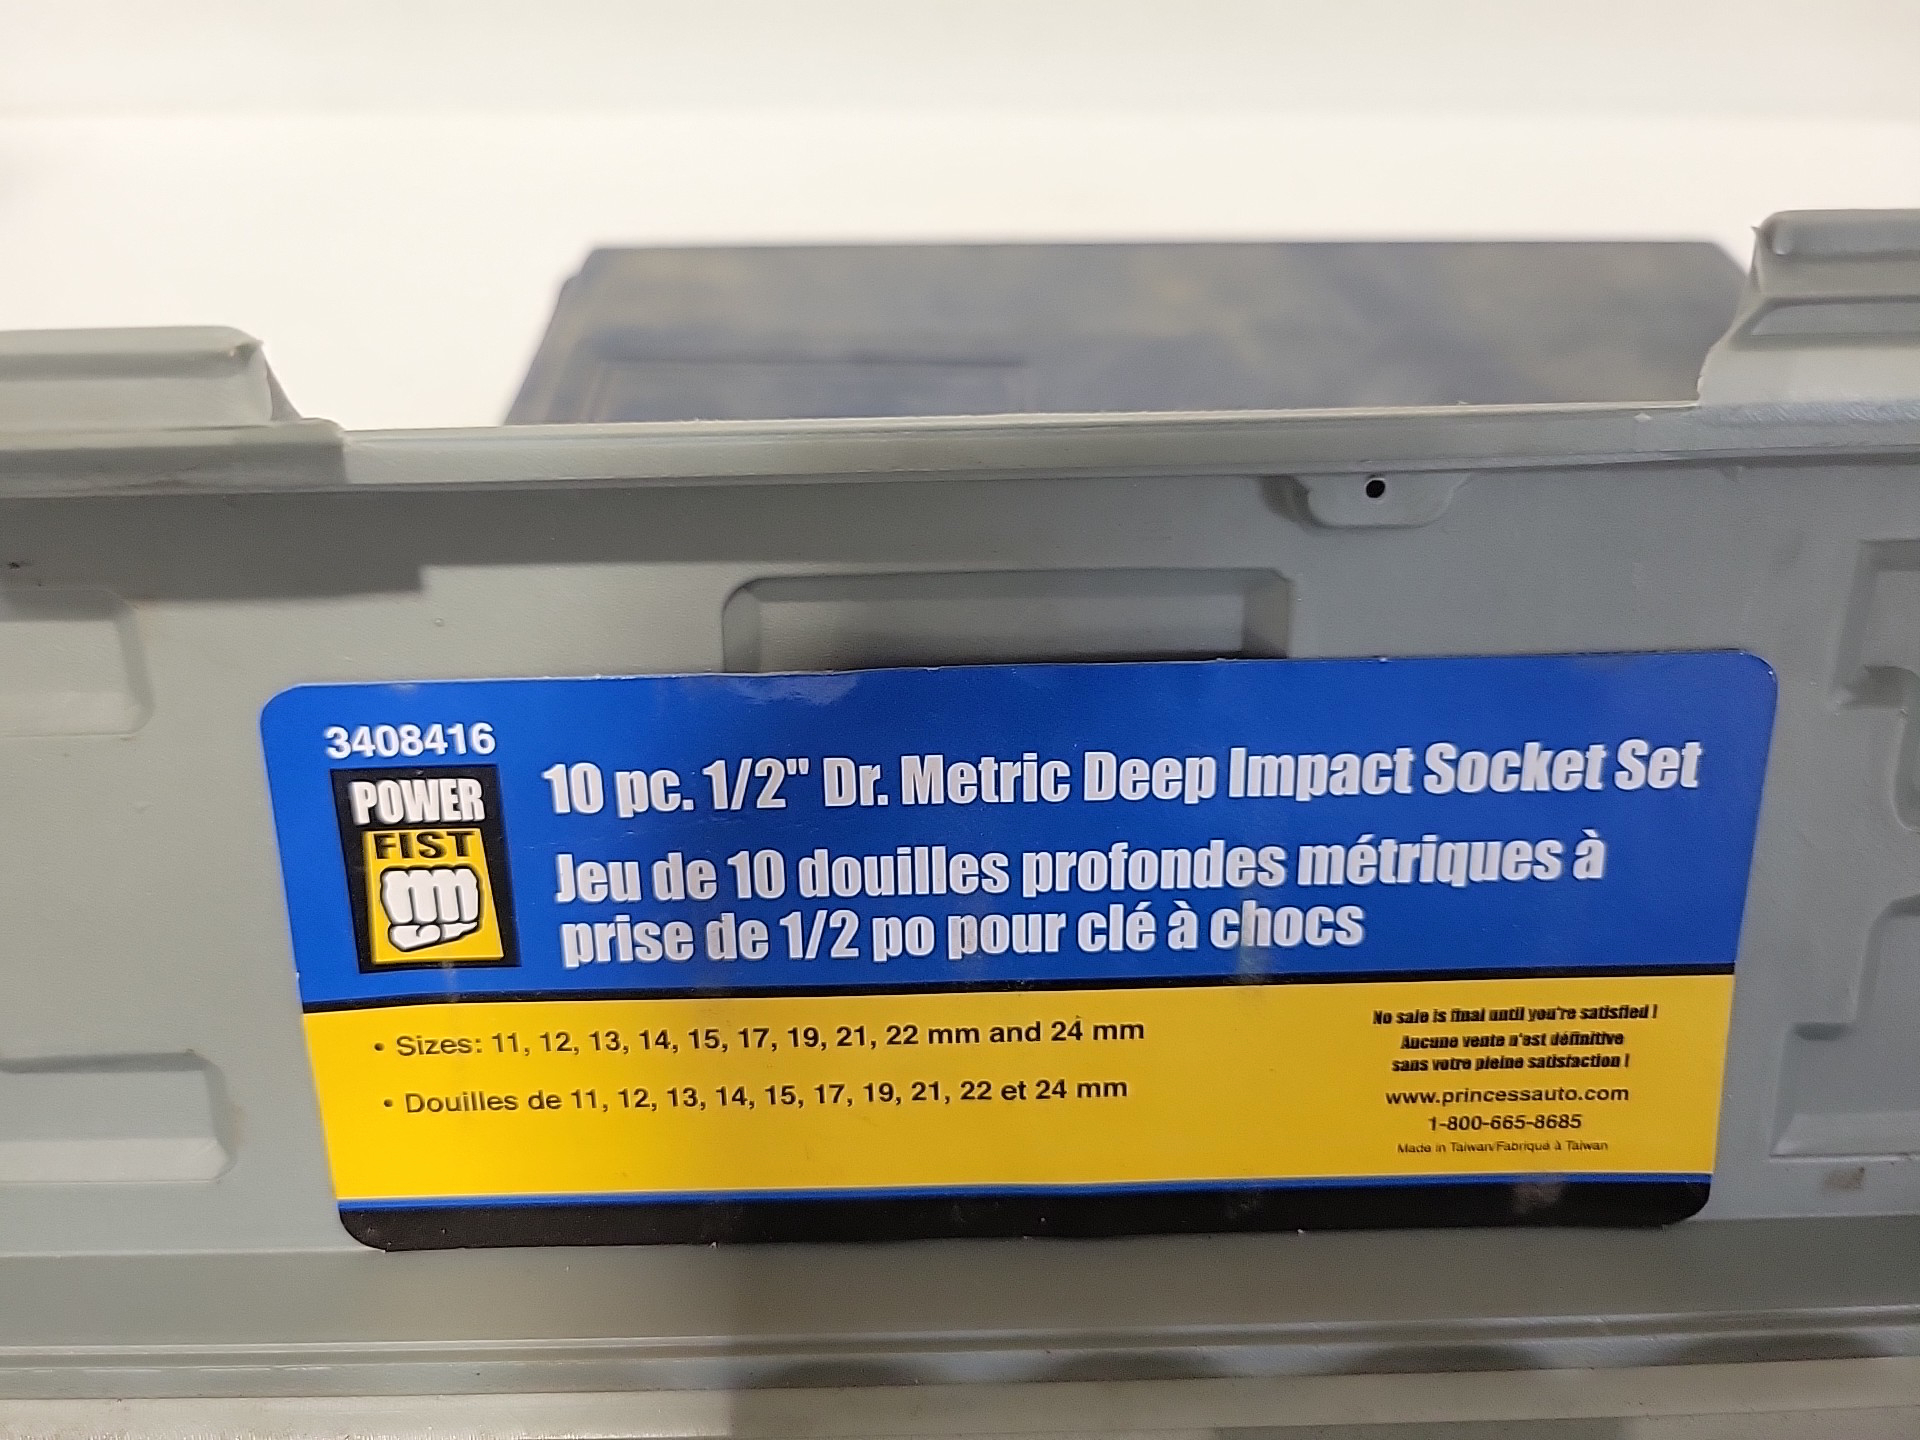 3408416
POWER
FIST
10 pc. 1/2" Dr. Metric Deep Impact Socket Set
Jeu de 10 douilles profondes métriques à
prise de 1/2 po pour clé à chocs
• Sizes: 11, 12, 13, 14, 15, 17, 19, 21, 22 mm and 24 mm
• Douilles de 11, 12, 13, 14, 15, 17, 19, 21, 22 et 24 mm
No sale is final until you're satisfied !
Aucune vente n'est définitive
sans votre pleine satisfaction !
www.princessauto.com
1-800-665-8685
Made in Taiwan/Fabriqué à Taiwan